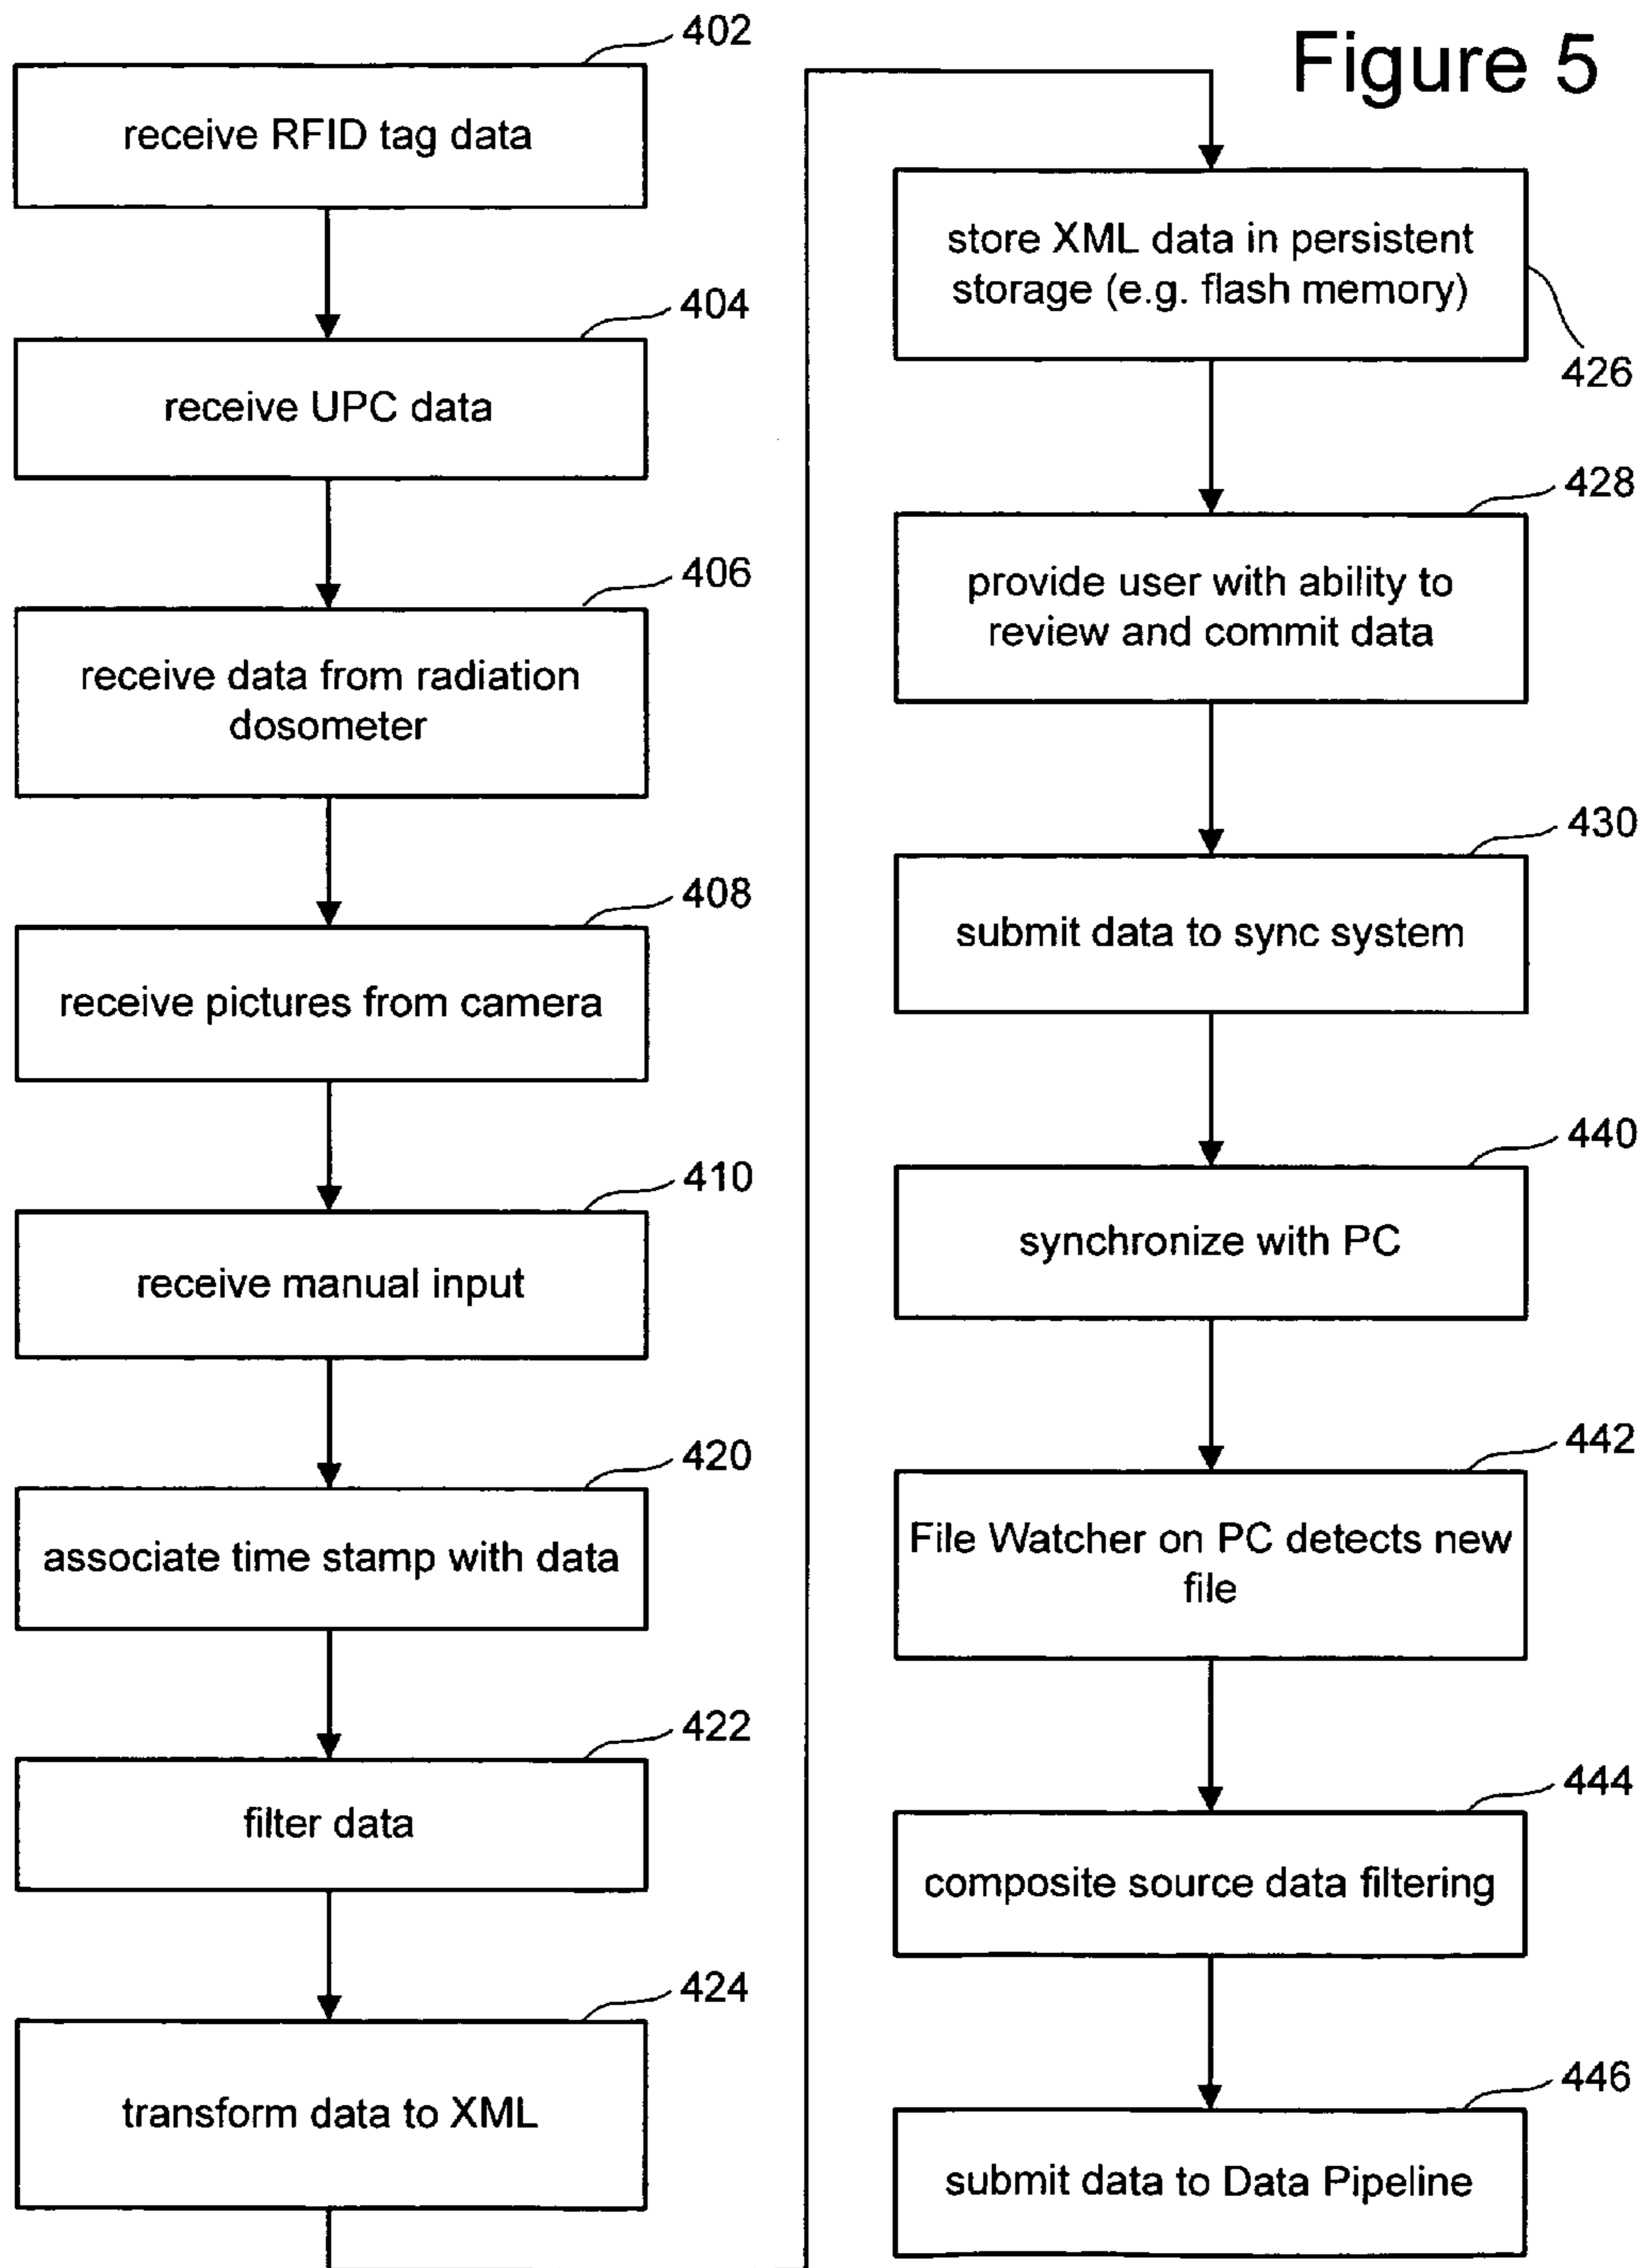 Figure 5
402
receive RFID tag data
404
receive UPC data
406
receive data from radiation
dosometer
408
receive pictures from camera
410
receive manual input
420
associate time stamp with data
422
filter data
424
transform data to XML
store XML data in persistent
storage (e.g. flash memory)
426
428
provide user with ability to
review and commit data
430
submit data to sync system
440
synchronize with PC
442
File Watcher on PC detects new
file
444
composite source data filtering
446
submit data to Data Pipeline